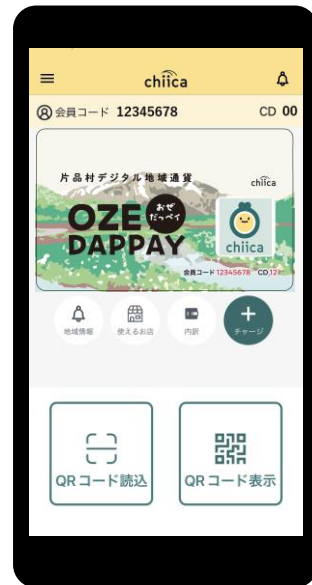 chiica
会員コード 12345678 CD 00
片品村デジタル地域通貨
chiica
OZE おぜだっペイ
DAPPAY
chiica
会員コード 12345678 CD 12
地域情報 使えるお店 内訳 チャージ
QRコード読込 QRコード表示